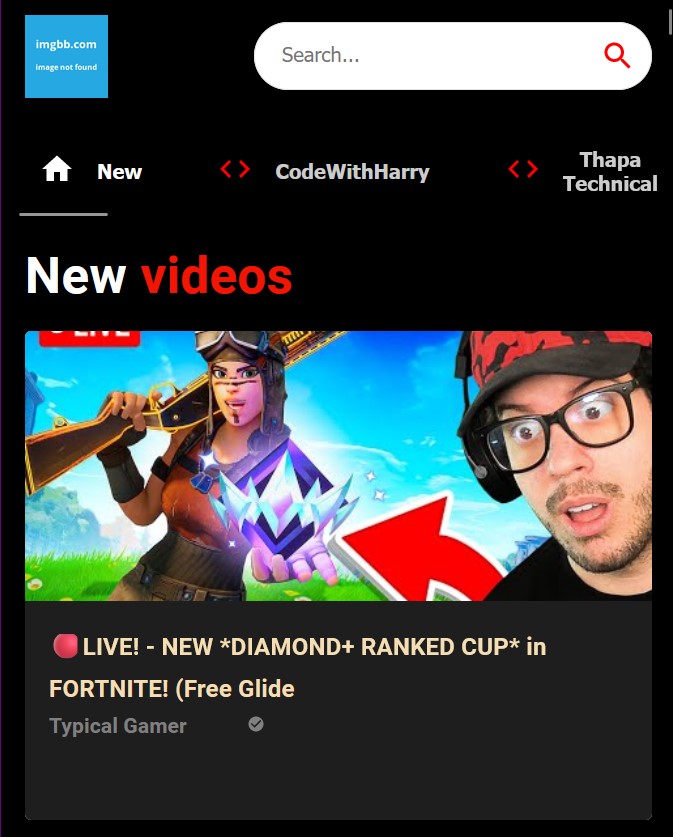 imgbb.com
image not found
Search...
New
CodeWithHarry
Thapa
Technical
New videos
LIVE
LIVE! - NEW *DIAMOND+ RANKED CUP* in
FORTNITE! (Free Glide
Typical Gamer